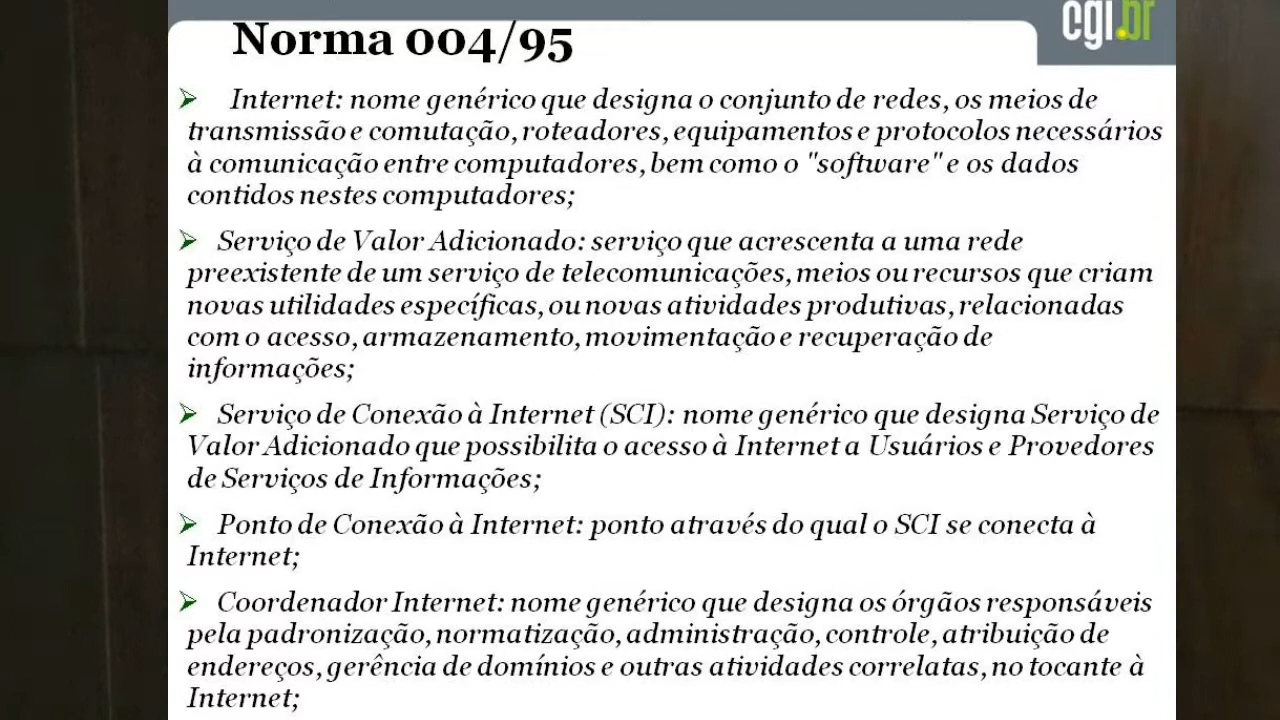 cgi.br
Norma 004/95
Internet: nome genérico que designa o conjunto de redes, os meios de
transmissão e comutação, roteadores, equipamentos e protocolos necessários
à comunicação entre computadores, bem como o "software" e os dados
contidos nestes computadores;
Serviço de Valor Adicionado: serviço que acrescenta a uma rede
preexistente de um serviço de telecomunicações, meios ou recursos que criam
novas utilidades específicas, ou novas atividades produtivas, relacionadas
com o acesso, armazenamento, movimentação e recuperação de
informações;
Serviço de Conexão à Internet (SCI): nome genérico que designa Serviço de
Valor Adicionado que possibilita o acesso à Internet a Usuários e Provedores
de Serviços de Informações;
Ponto de Conexão à Internet: ponto através do qual o SCI se conecta à
Internet;
Coordenador Internet: nome genérico que designa os órgãos responsáveis
pela padronização, normatização, administração, controle, atribuição de
endereços, gerência de domínios e outras atividades correlatas, no tocante à
Internet;